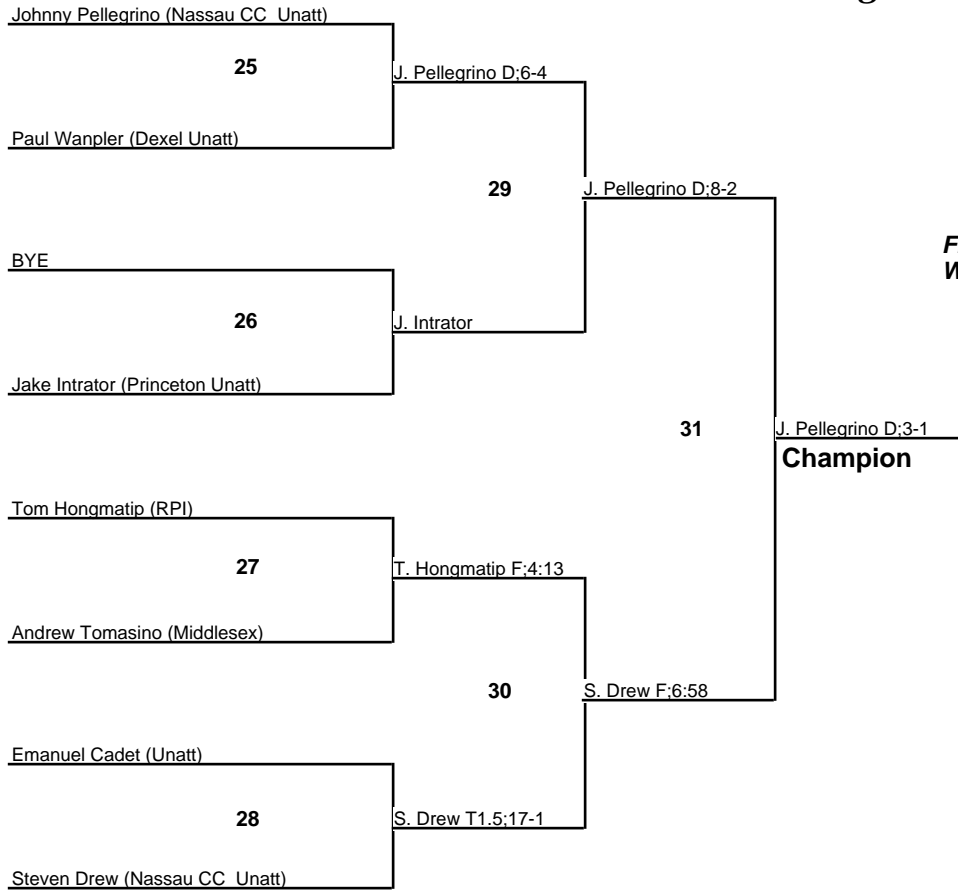 Johnny Pellegrino (Nassau CC  Unatt)
25
J. Pellegrino D;6-4
Paul Wanpler (Dexel Unatt)
29
J. Pellegrino D;8-2
BYE
26
J. Intrator
Jake Intrator (Princeton Unatt)
31
J. Pellegrino D;3-1
Champion
Tom Hongmatip (RPI)
27
T. Hongmatip F;4:13
Andrew Tomasino (Middlesex)
30
S. Drew F;6:58
Emanuel Cadet (Unatt)
28
S. Drew T1.5;17-1
Steven Drew (Nassau CC  Unatt)